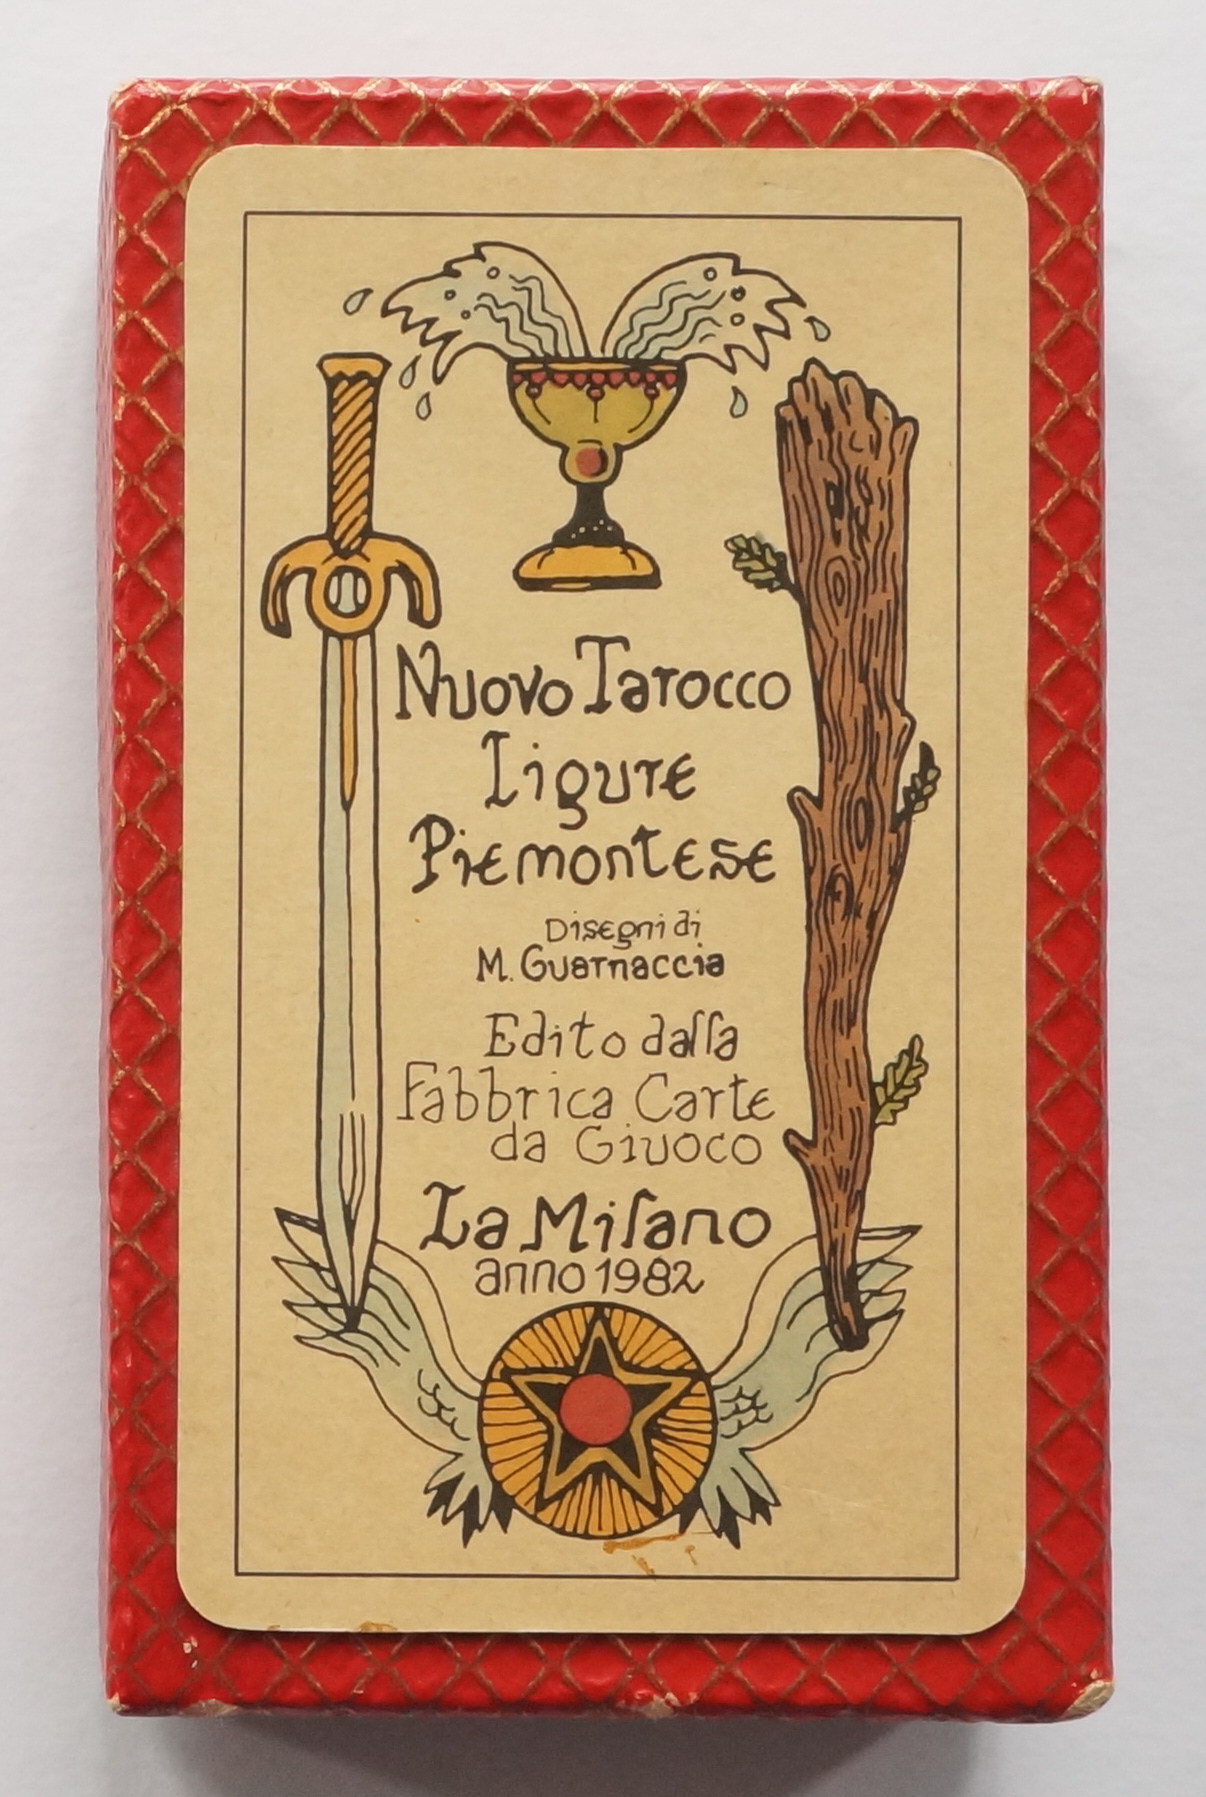 Nuovo Tarocco
Ligure
Piemontese
Disegni di
M. Guarnaccia
Edito dalla
Fabbrica Carte
da Giuoco
La Milano
anno 1982